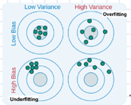 Low Variance High Variance
Overfitting
Low Bias
High Bias
Underfitting